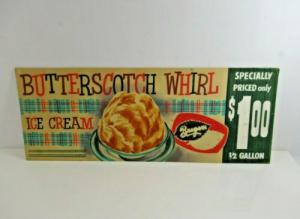 BUTTERSCOTCH WHIRL
ICE CREAM
SPECIALLY
PRICED only
$1.00
1/2 GALLON